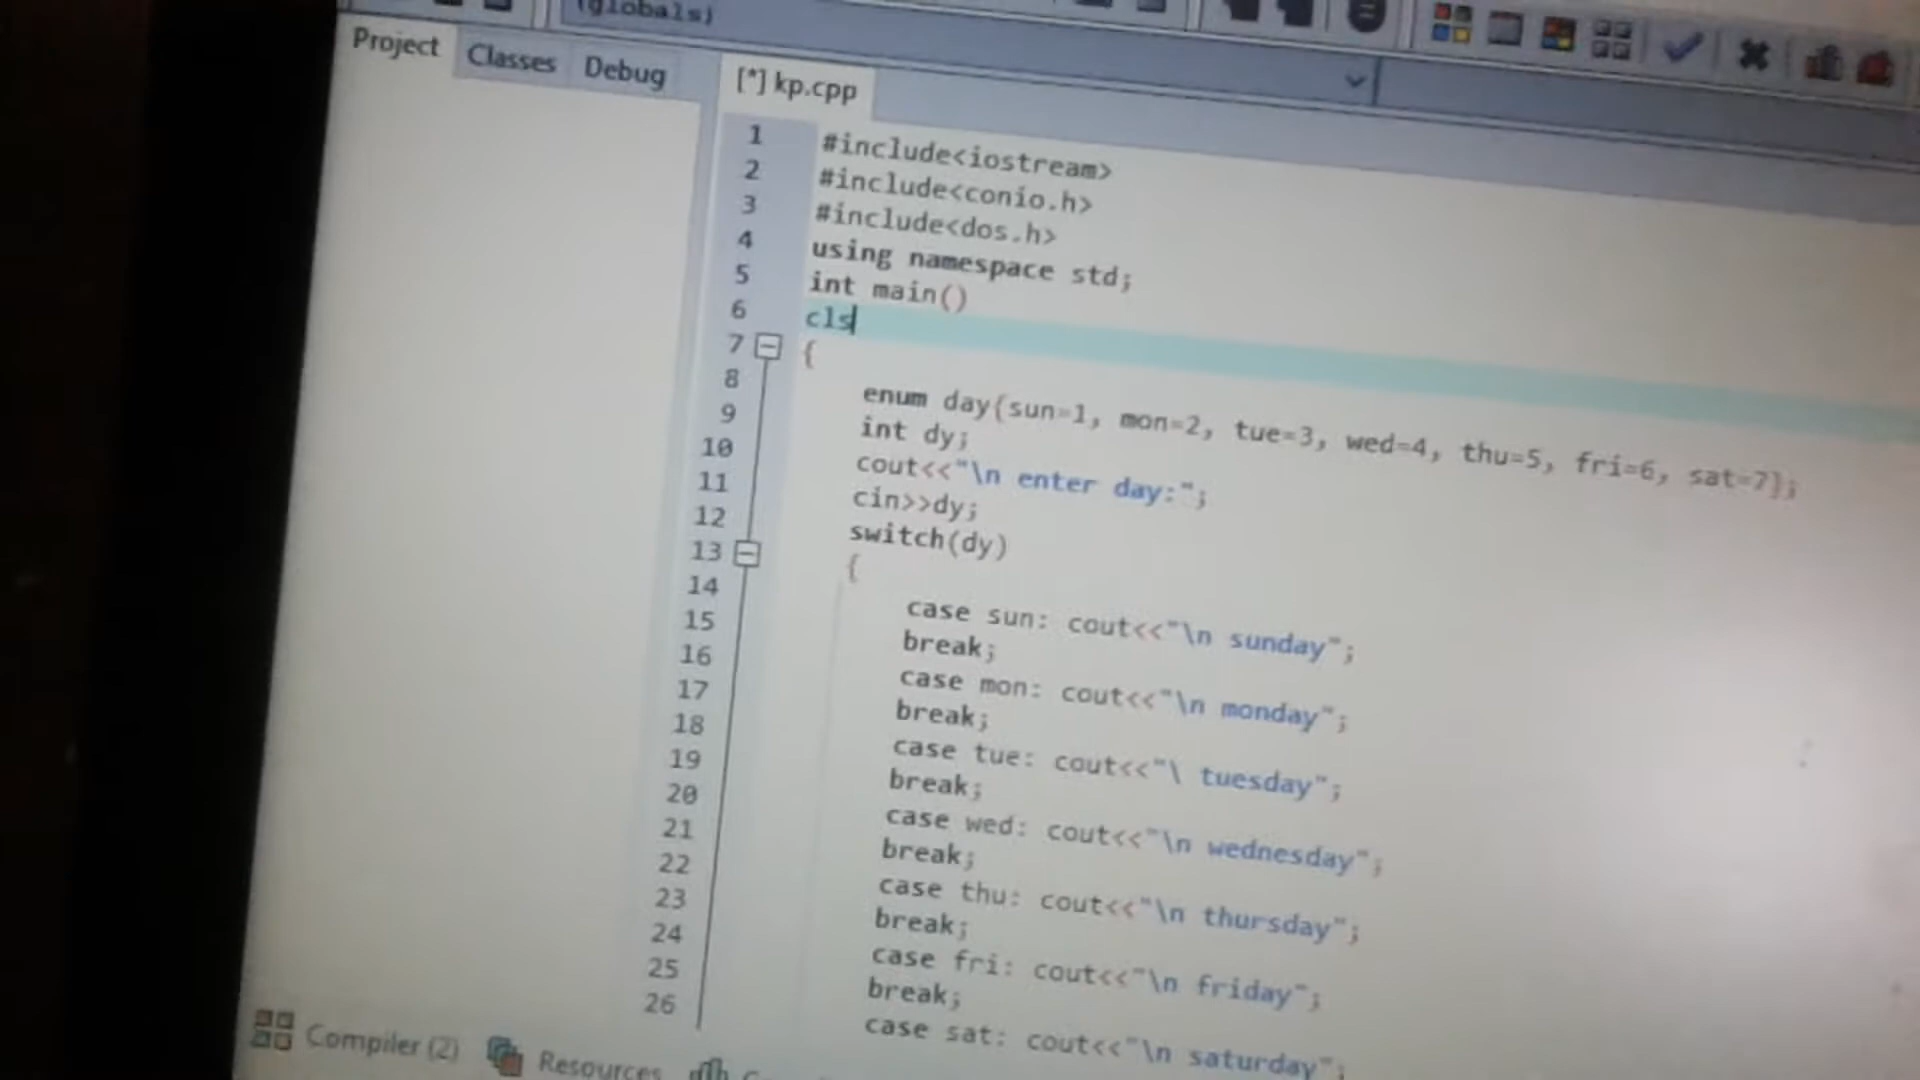 (globals)
Project Classes Debug
[*] kp.cpp
1 #include<iostream>
2 #include<conio.h>
3 #include<dos.h>
4 using namespace std;
5 int main()
6 cls
7 {
8 enum day{sun=1, mon=2, tue=3, wed=4, thu=5, fri=6, sat=7};
9 int dy;
10 cout<<"\n enter day:";
11 cin>>dy;
12 switch(dy)
13 {
14 case sun: cout<<"\n sunday";
15 break;
16 case mon: cout<<"\n monday";
17 break;
18 case tue: cout<<"\ tuesday";
19 break;
20 case wed: cout<<"\n wednesday";
21 break;
22 case thu: cout<<"\n thursday";
23 break;
24 case fri: cout<<"\n friday";
25 break;
26 case sat: cout<<"\n saturday";
Compiler (2) Resources